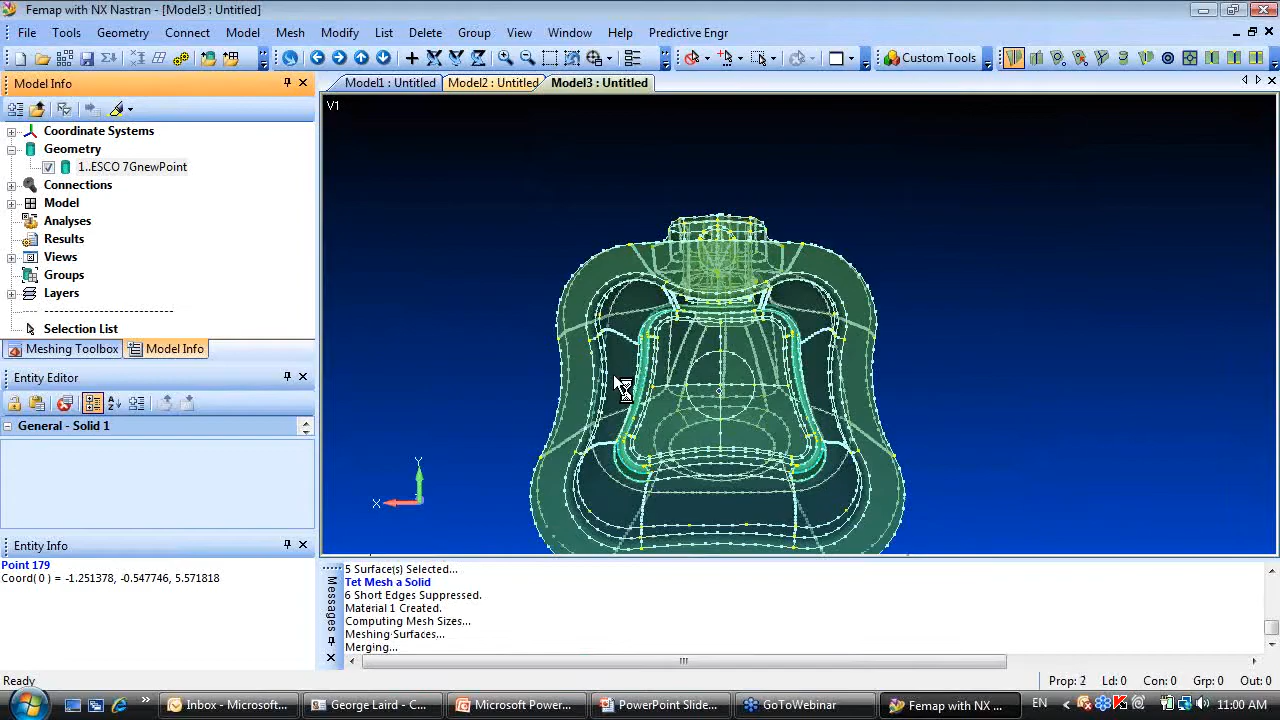 Femap with NX Nastran - [Model3 : Untitled]
File Tools Geometry Connect Model Mesh Modify List Delete Group View Window Help Predictive Engr
Custom Tools
Model Info
Model1 : Untitled Model2 : Untitled Model3 : Untitled
V1
Coordinate Systems
Geometry
1..ESCO 7GnewPoint
Connections
Model
Analyses
Results
Views
Groups
Layers
Selection List
Meshing Toolbox Model Info
Entity Editor
General - Solid 1
Y
X
Entity Info
Point 179
Coord( 0 ) = -1.251378, -0.547746, 5.571818
Messages
5 Surface(s) Selected...
Tet Mesh a Solid
6 Short Edges Suppressed.
Material 1 Created.
Computing Mesh Sizes...
Meshing Surfaces...
Merging...
Ready
Prop: 2 Ld: 0 Con: 0 Grp: 0 Out: 0
Inbox - Microsoft... George Laird - C... Microsoft Power... PowerPoint Slide... GoToWebinar Femap with NX ... EN 11:00 AM